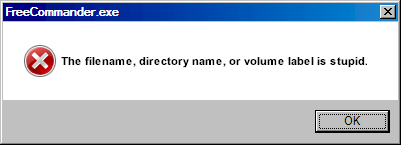 FreeCommander.exe
The filename, directory name, or volume label is stupid.
OK